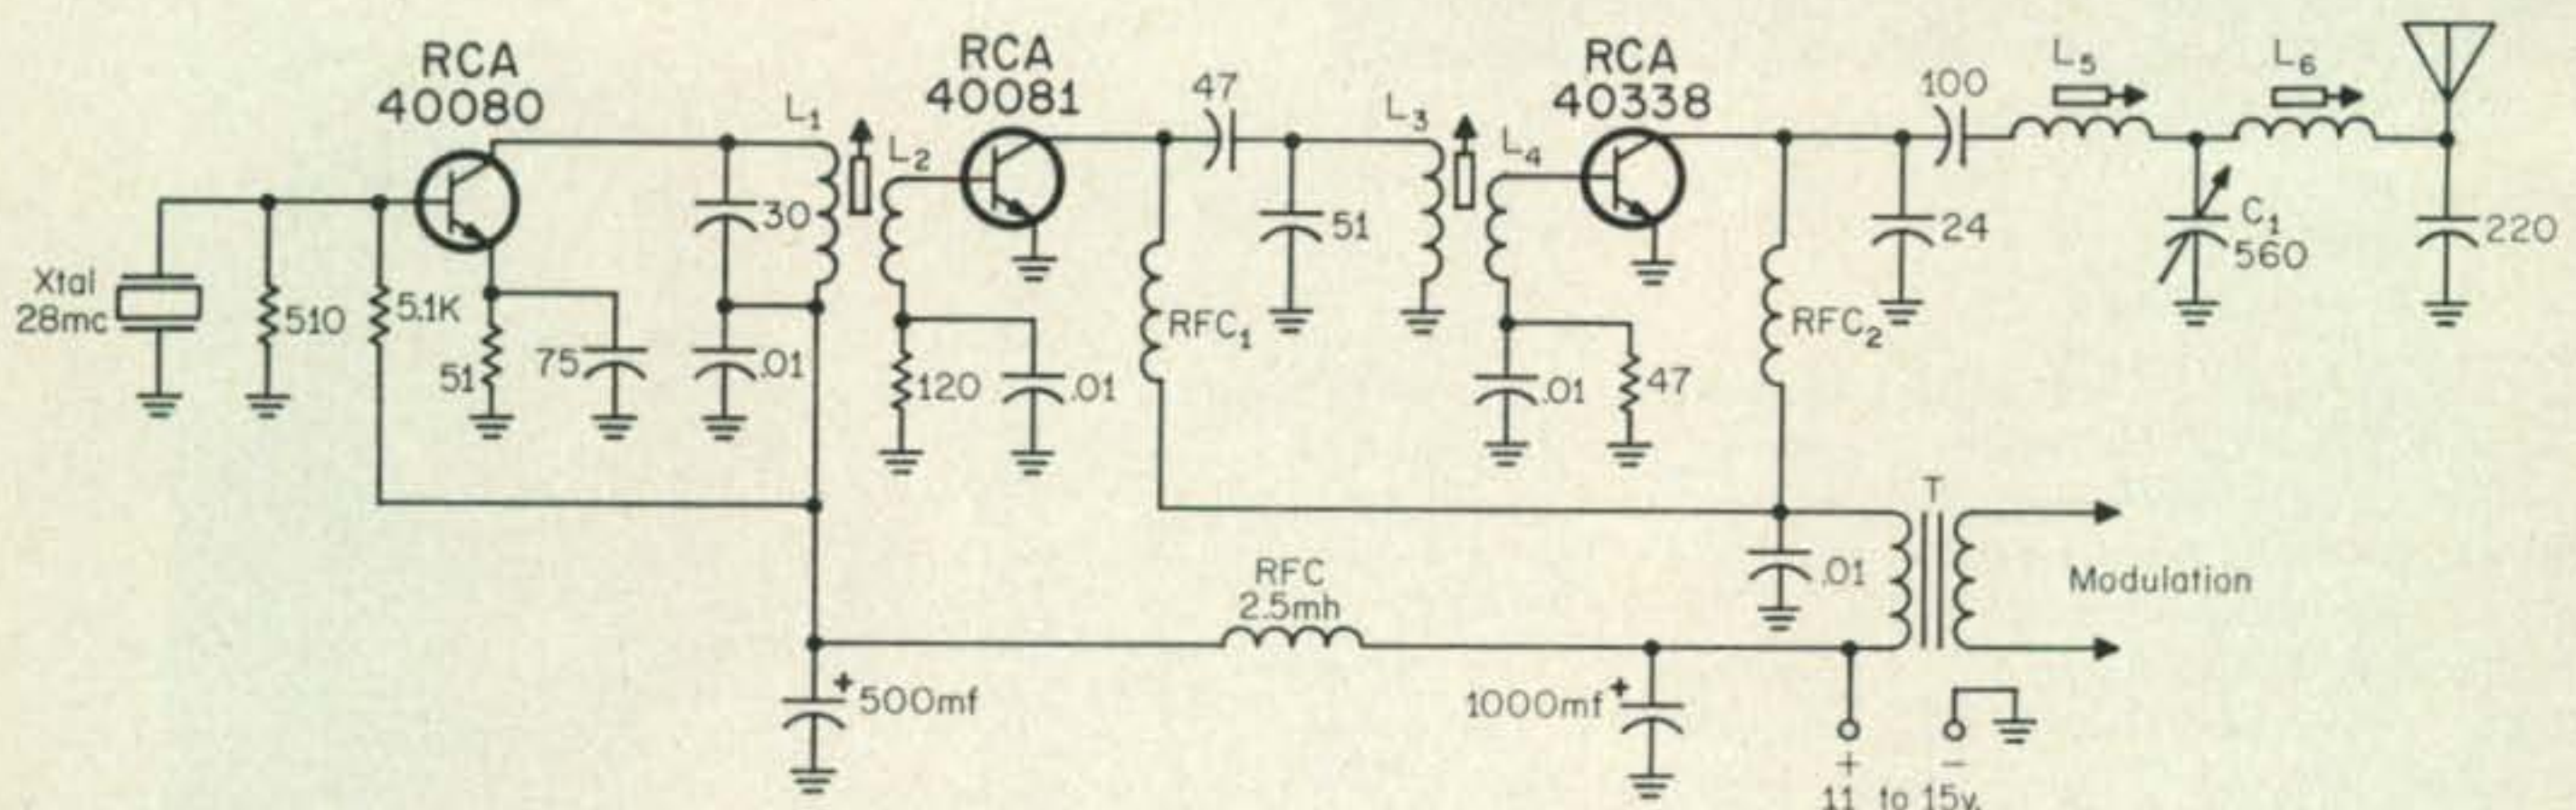 RCA
40080
RCA
40081
RCA
40338
L₁
L₂
47
L₃
L₄
100
L₅
L₆
Xtal
28mc
510
5.1K
51
75
30
.01
120
.01
RFC₁
51
.01
47
RFC₂
24
C₁
560
220
T
.01
Modulation
RFC
2.5mh
+
500mf
1000mf
+
+
−
11 to 15v.